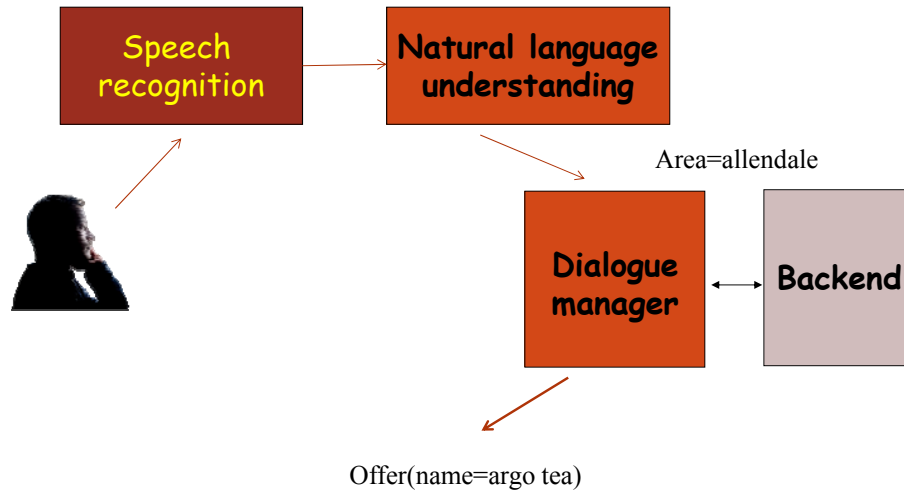 Speech
recognition
Natural language
understanding
Area=allendale
Dialogue
manager
Backend
Offer(name=argo tea)